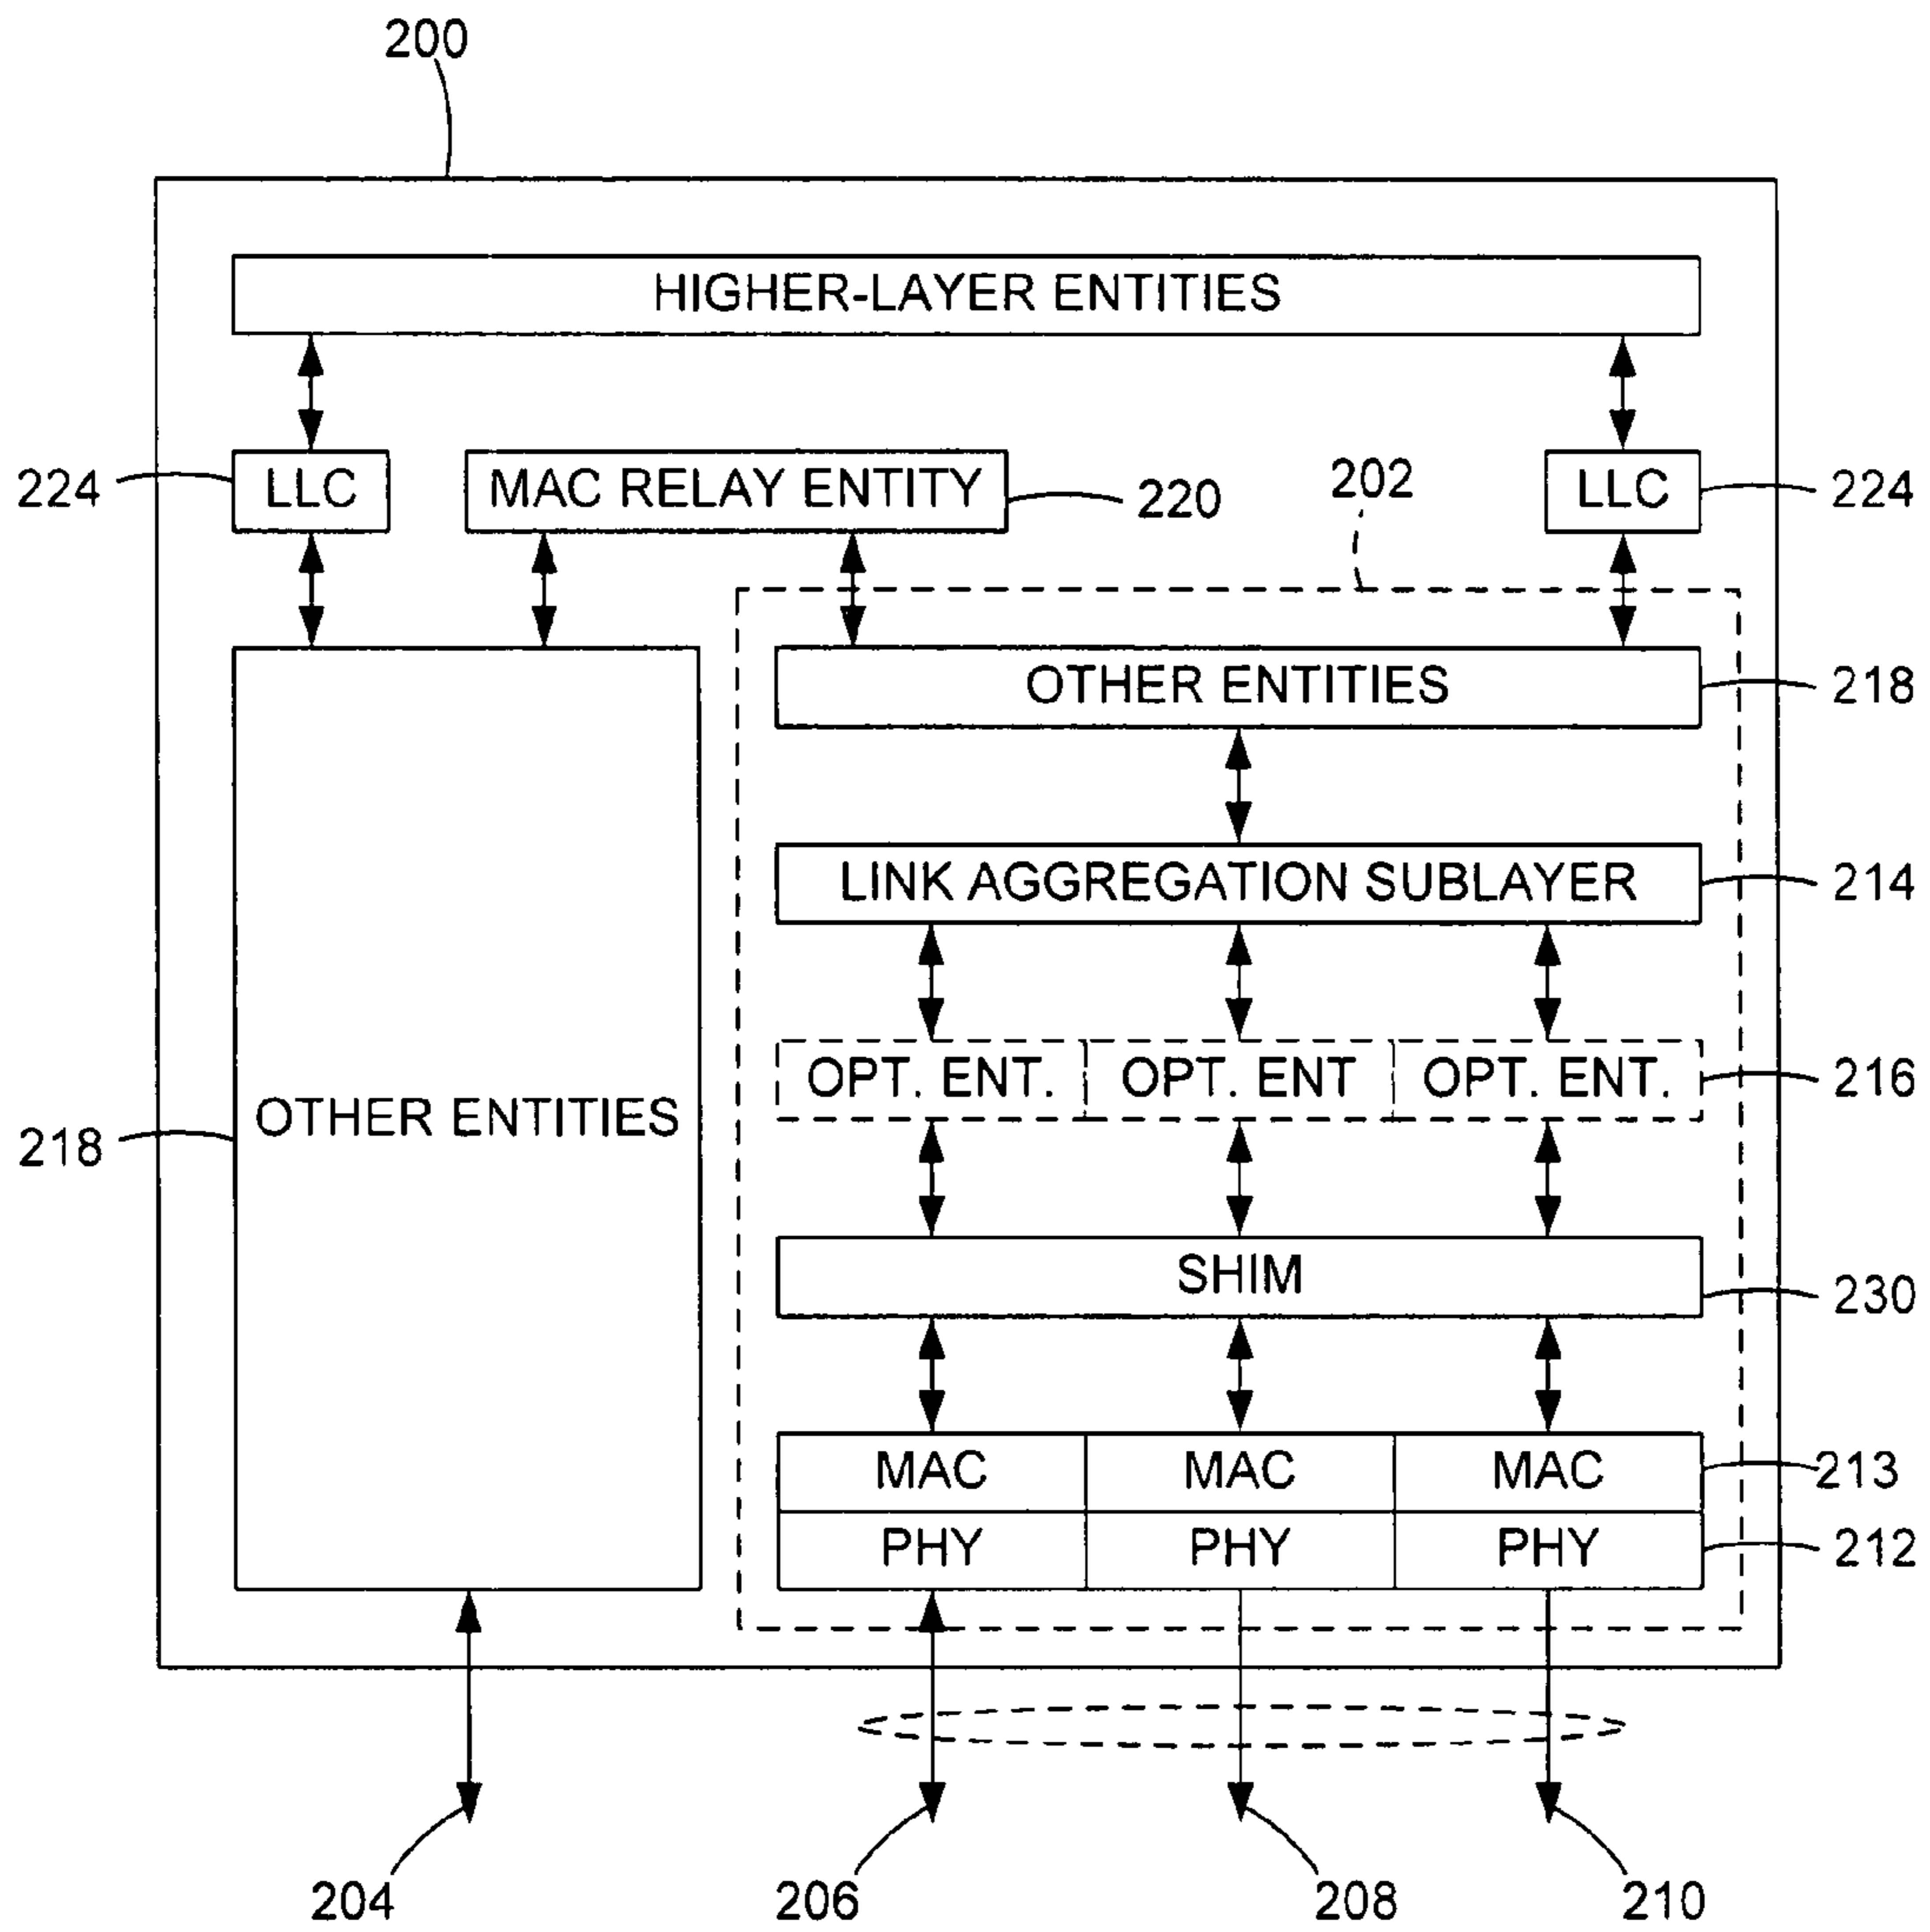 200
HIGHER-LAYER ENTITIES
224
LLC
MAC RELAY ENTITY
220
202
LLC
224
OTHER ENTITIES
218
LINK AGGREGATION SUBLAYER
214
OPT. ENT.
OPT. ENT
OPT. ENT.
216
218
OTHER ENTITIES
SHIM
230
MAC
MAC
MAC
213
PHY
PHY
PHY
212
204
206
208
210